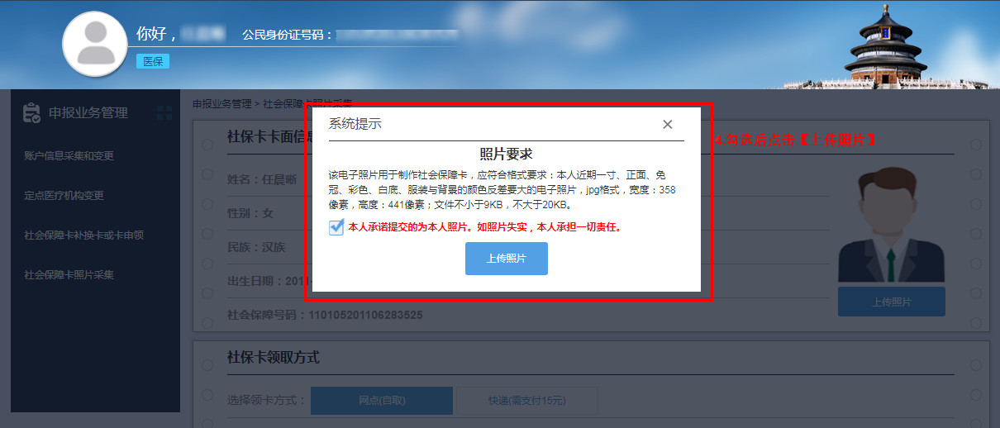 你好，
公民身份证号码：
医保
申报业务管理
账户信息采集和变更
定点医疗机构变更
社会保障卡补换卡或卡申领
社会保障卡照片采集
申报业务管理 > 社会保障卡照片采集
系统提示
×
照片要求
该电子照片用于制作社会保障卡，应符合格式要求：本人近期一寸、正面、免
冠、彩色、白底、服装与背景的颜色反差要大的电子照片，jpg格式，宽度：358
像素，高度：441像素；文件不小于9KB，不大于20KB。
本人承诺提交的为本人照片。如照片失实，本人承担一切责任。
上传照片
4.勾选后点击【上传照片】
社保卡卡面信息
姓名：任晨晰
性别：女
民族：汉族
出生日期：2011-
社会保障号码：110105201106283525
上传照片
社保卡领取方式
选择领卡方式：
网点(自取)
快递(需支付15元)